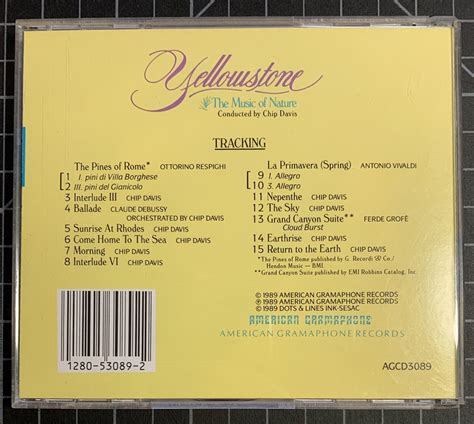 Yellowstone
The Music of Nature
Conducted by Chip Davis
TRACKING
The Pines of Rome* OTTORINO RESPIGHI
1 I. pini di Villa Borghese
2 III. pini del Gianicolo
3 Interlude III CHIP DAVIS
4 Ballade CLAUDE DEBUSSY
ORCHESTRATED BY CHIP DAVIS
5 Sunrise At Rhodes CHIP DAVIS
6 Come Home To The Sea CHIP DAVIS
7 Morning CHIP DAVIS
8 Interlude VI CHIP DAVIS
La Primavera (Spring) ANTONIO VIVALDI
9 1. Allegro
10 3. Allegro
11 Nepenthe CHIP DAVIS
12 The Sky CHIP DAVIS
13 Grand Canyon Suite** FERDE GROFÉ
Cloud Burst
14 Earthrise CHIP DAVIS
15 Return to the Earth CHIP DAVIS
*The Pines of Rome published by G. Recordi & Co./
Hendon Music — BMI
**Grand Canyon Suite published by EMI Robbins Catalog, Inc.
1280-53089-2
℗ 1989 AMERICAN GRAMAPHONE RECORDS
© 1989 AMERICAN GRAMAPHONE RECORDS
© 1989 DOTS & LINES INK-SESAC
AMERICAN GRAMAPHONE
AMERICAN GRAMAPHONE RECORDS
AGCD3089